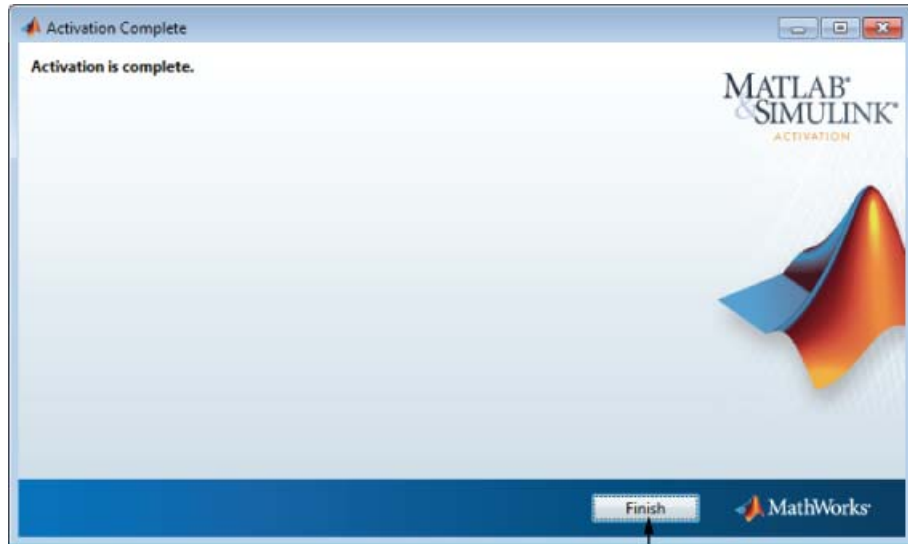 Activation Complete
Activation is complete.
MATLAB®
&SIMULINK®
ACTIVATION
Finish
MathWorks®